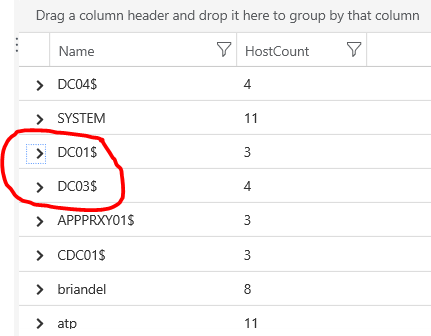 Drag a column header and drop it here to group by that column
Name HostCount
DC04$ 4
SYSTEM 11
DC01$ 3
DC03$ 4
APPPRXY01$ 3
CDC01$ 3
briandel 8
atp 11